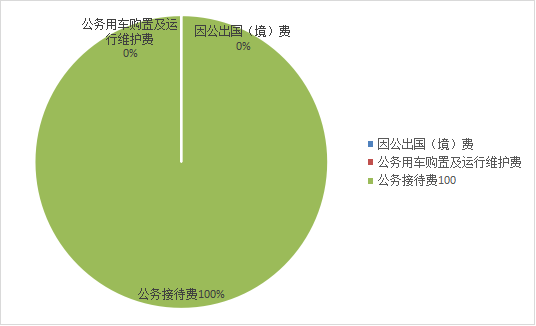 公务用车购置及运
行维护费
0%
因公出国（境）费
0%
因公出国（境）费
公务用车购置及运行维护费
公务接待费100
公务接待费100%